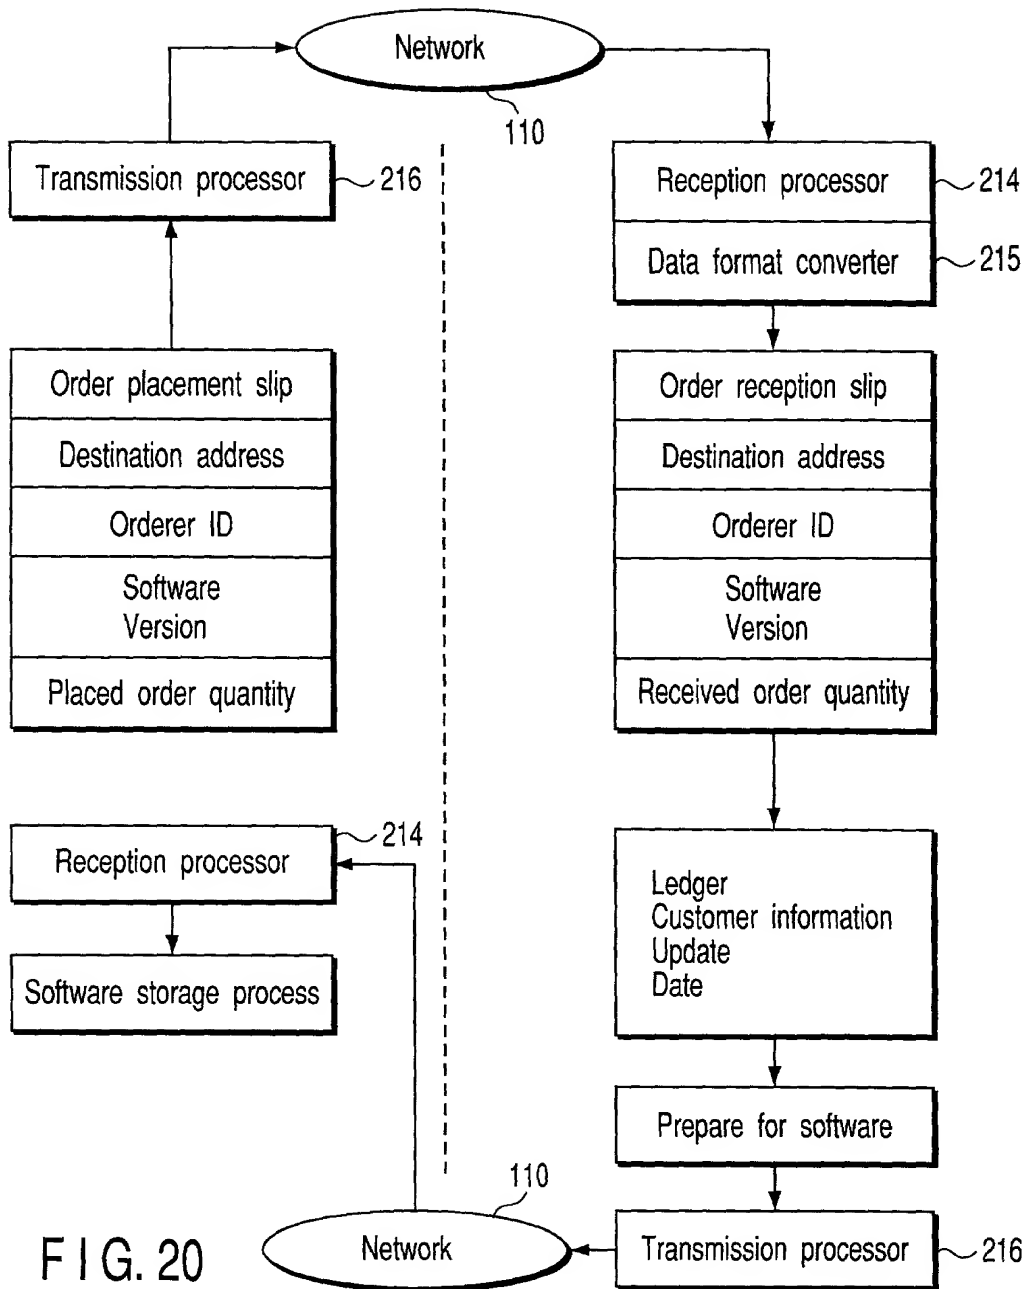 Network
110
Transmission processor
216
Reception processor
214
Data format converter
215
Order placement slip
Destination address
Orderer ID
Software
Version
Placed order quantity
Order reception slip
Destination address
Orderer ID
Software
Version
Received order quantity
Reception processor
214
Software storage process
Ledger
Customer information
Update
Date
Prepare for software
Transmission processor
216
Network
110
FIG. 20